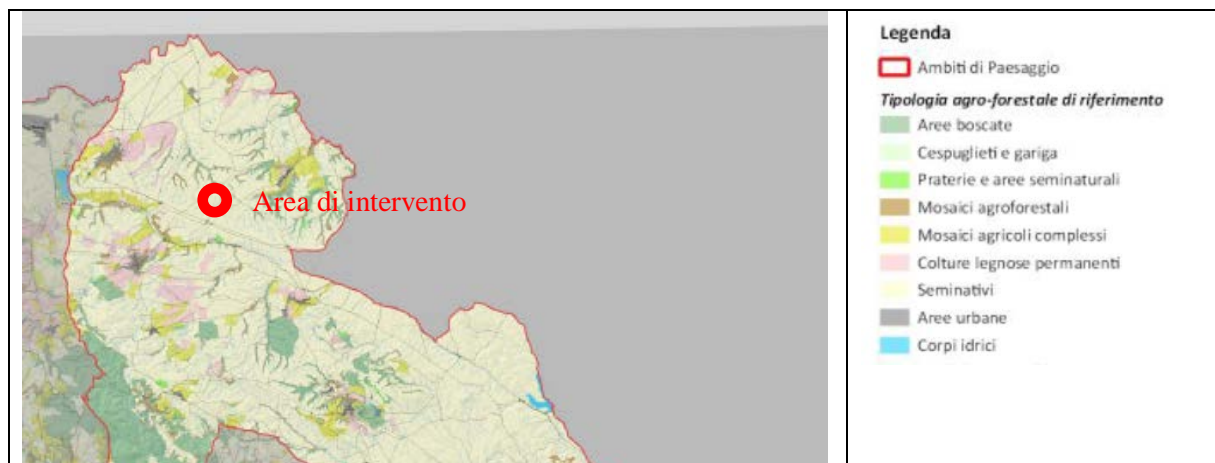 Area di intervento
Legenda
Ambiti di Paesaggio
Tipologia agro-forestale di riferimento
Aree boscate
Cespuglieti e gariga
Praterie e aree seminaturali
Mosaici agroforestali
Mosaici agricoli complessi
Colture legnose permanenti
Seminativi
Aree urbane
Corpi idrici